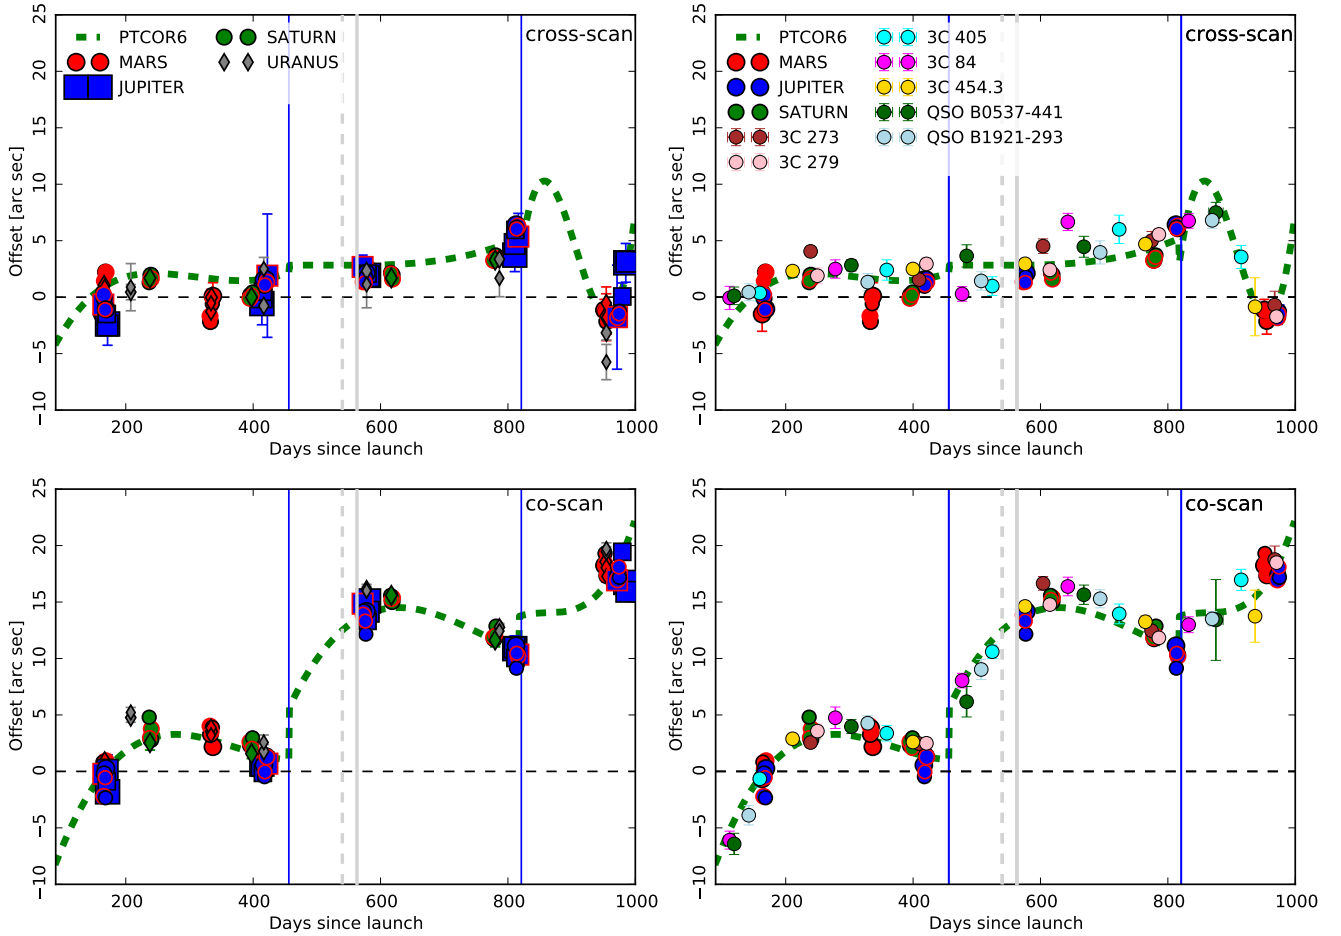 25
20
15
10
5
0
−5
−10
Offset [arc sec]
PTCOR6
MARS
JUPITER
SATURN
URANUS
cross-scan
200
400
600
800
1000
Days since launch
25
20
15
10
5
0
−5
−10
Offset [arc sec]
PTCOR6
MARS
JUPITER
SATURN
3C 273
3C 279
3C 405
3C 84
3C 454.3
QSO B0537-441
QSO B1921-293
cross-scan
200
400
600
800
1000
Days since launch
25
20
15
10
5
0
−5
−10
Offset [arc sec]
co-scan
200
400
600
800
1000
Days since launch
25
20
15
10
5
0
−5
−10
Offset [arc sec]
co-scan
200
400
600
800
1000
Days since launch